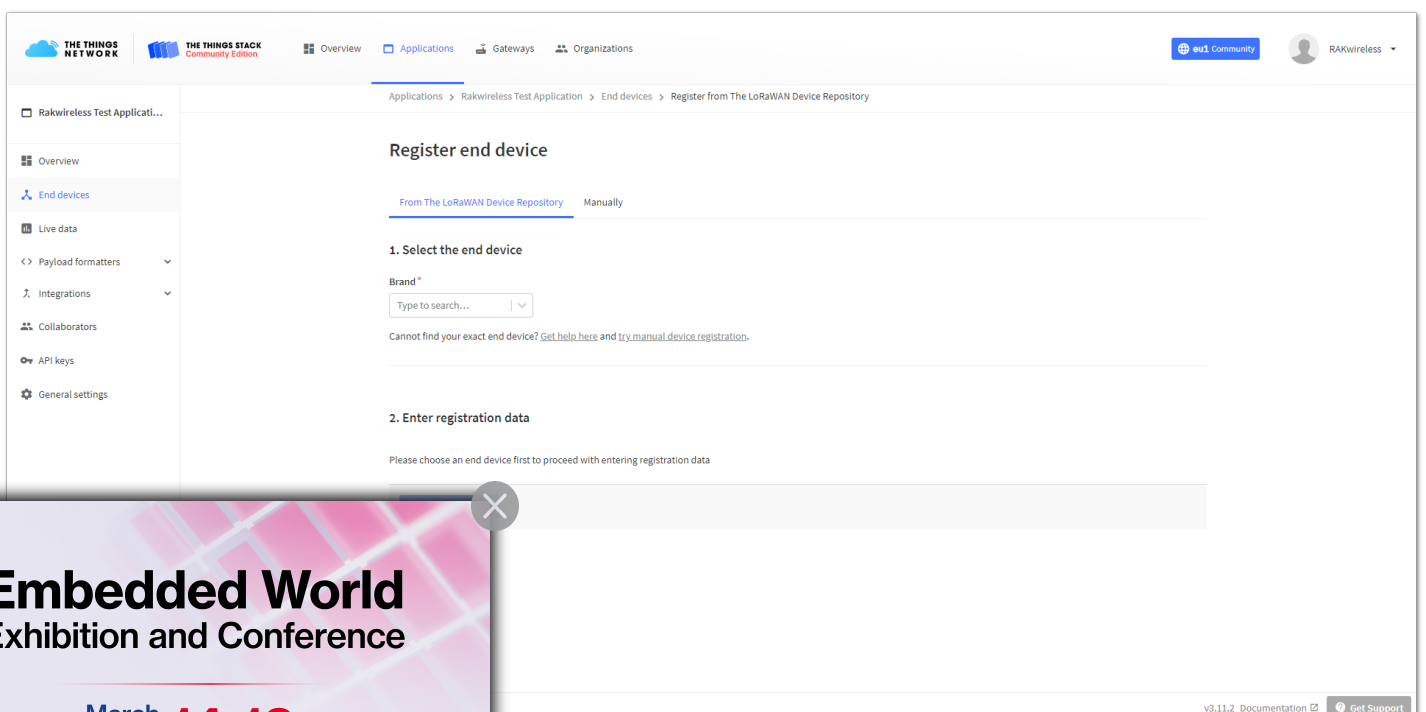 THE THINGS
NETWORK
THE THINGS STACK
Community Edition
Overview
Applications
Gateways
Organizations
eu1 Community
RAKwireless
Rakwireless Test Applicati...
Applications > Rakwireless Test Application > End devices > Register from The LoRaWAN Device Repository
Overview
End devices
Live data
Payload formatters
Integrations
Collaborators
API keys
General settings
Register end device
From The LoRaWAN Device Repository
Manually
1. Select the end device
Brand*
Type to search...
Cannot find your exact end device? Get help here and try manual device registration.
2. Enter registration data
Please choose an end device first to proceed with entering registration data
Embedded World
Exhibition and Conference
March
v3.11.2 Documentation
Get Support